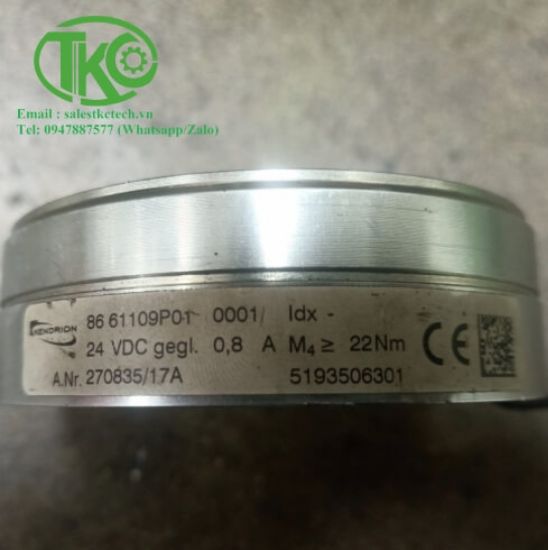 TKC
Email : salestkctech.vn
Tel: 0947887577 (Whatsapp/Zalo)
KENDRION
86 61109P01 0001/ Idx -
24 VDC gegl. 0,8 A M₄ ≥ 22Nm CE
A.Nr. 270835/17A 5193506301